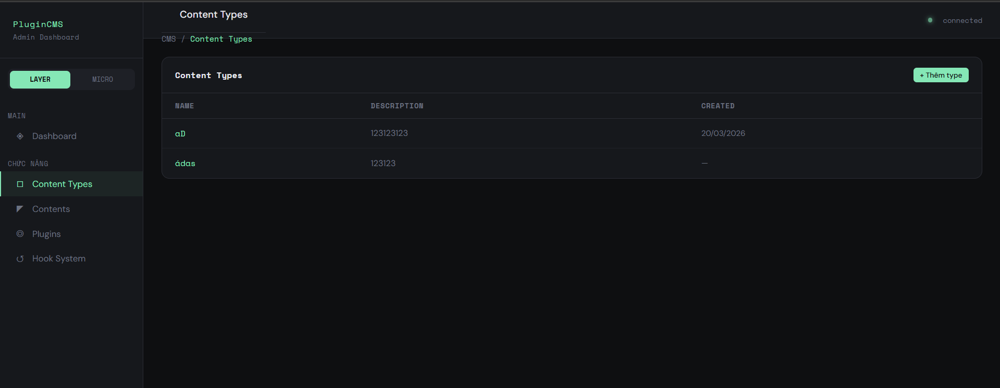 PluginCMS
Admin Dashboard
LAYER MICRO
MAIN
Dashboard
CHỨC NĂNG
Content Types
Contents
Plugins
Hook System
Content Types
connected
CMS / Content Types
Content Types
+ Thêm type
NAME DESCRIPTION CREATED
aD 123123123 20/03/2026
ádas 123123 —